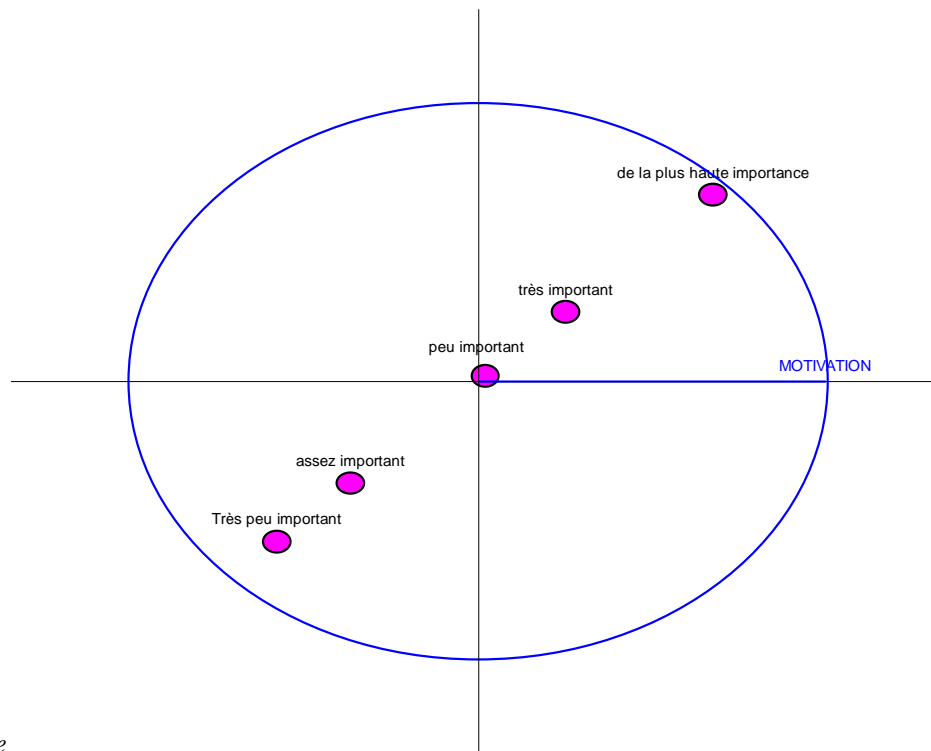 de la plus haute importance
très important
peu important
MOTIVATION
assez important
Très peu important
e